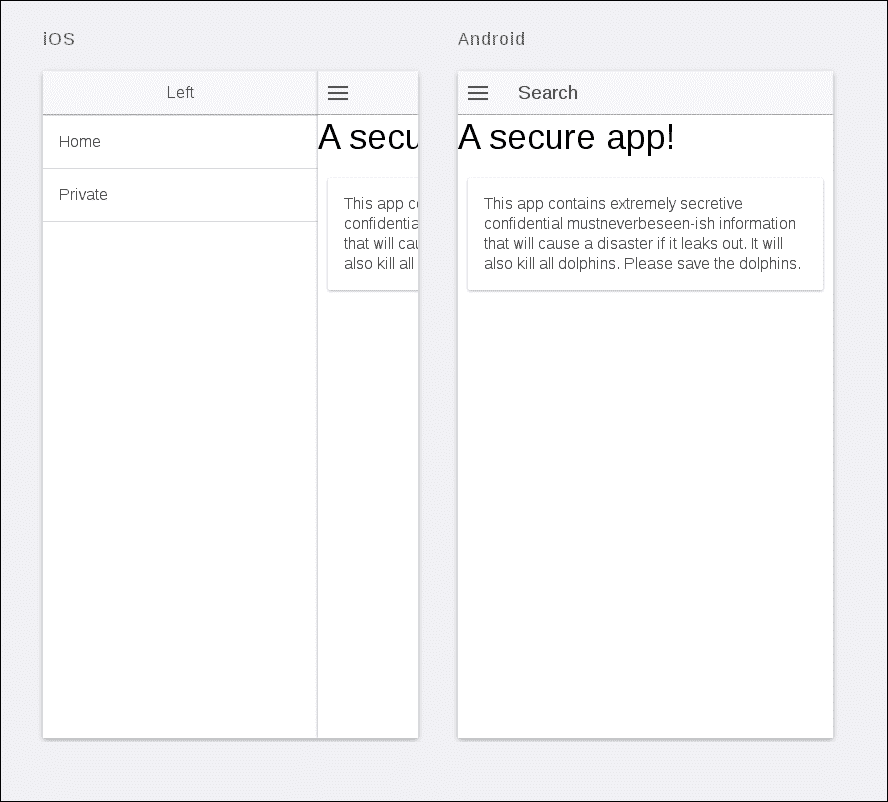 iOS
Left
Home
Private
A secu
This app co
confidentia
that will cau
also kill all
Android
Search
A secure app!
This app contains extremely secretive
confidential mustneverbeseen-ish information
that will cause a disaster if it leaks out. It will
also kill all dolphins. Please save the dolphins.